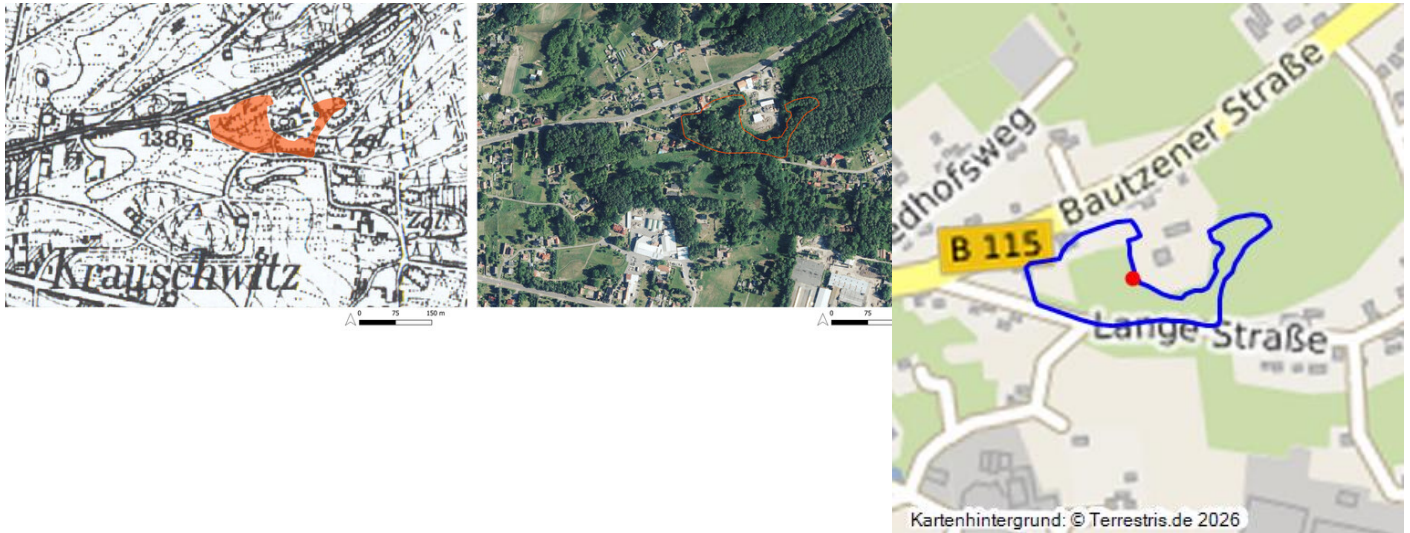 138,6
Zgl.
Zgl.
Krauschwitz
0 75 150 m
0 75
edhofsweg
Bautzener Straße
B 115
Lange Straße
Kartenhintergrund: © Terrestris.de 2026